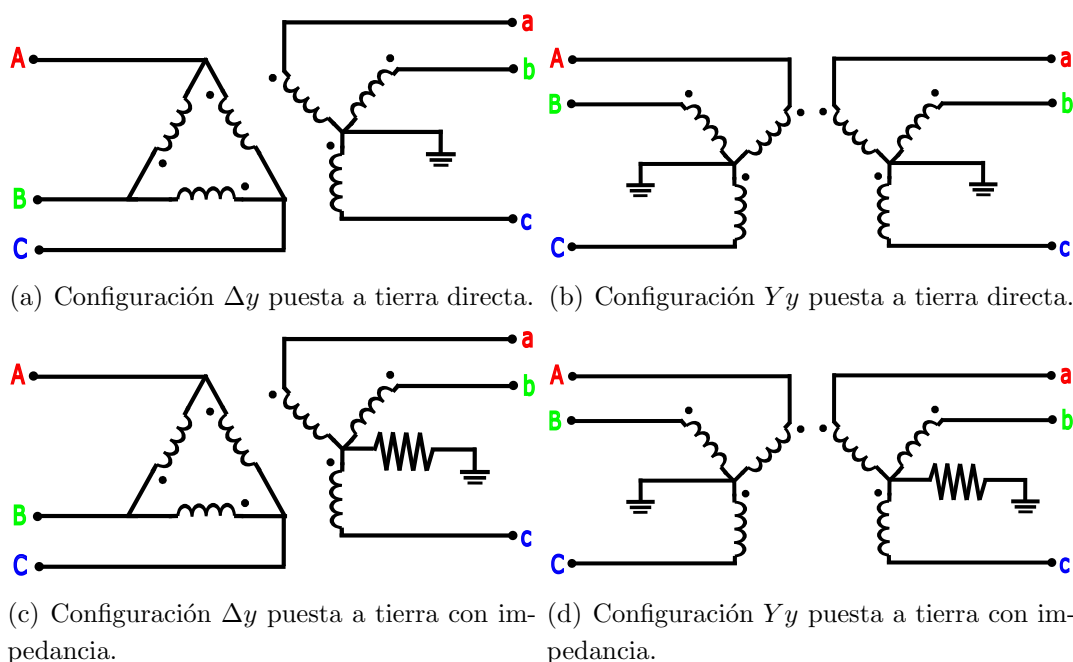 a
A
b
B
C
c
A
a
B
b
C
c
(a) Configuración Δy puesta a tierra directa.
(b) Configuración Yy puesta a tierra directa.
a
A
b
B
C
c
A
a
B
b
C
c
(c) Configuración Δy puesta a tierra con im-
pedancia.
(d) Configuración Yy puesta a tierra con im-
pedancia.